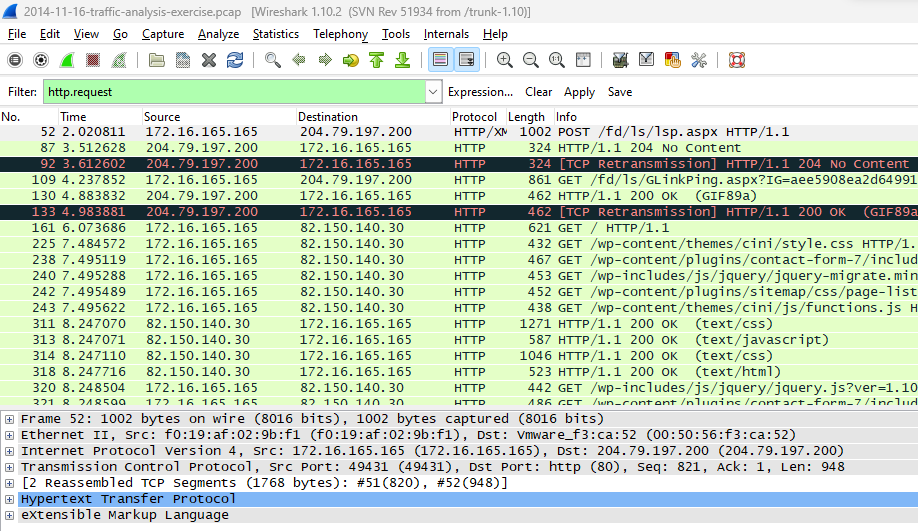 2014-11-16-traffic-analysis-exercise.pcap [Wireshark 1.10.2 (SVN Rev 51934 from /trunk-1.10)]
File Edit View Go Capture Analyze Statistics Telephony Tools Internals Help
Filter: http.request Expression... Clear Apply Save
No. Time Source Destination Protocol Length Info
52 2.020811 172.16.165.165 204.79.197.200 HTTP/XM 1002 POST /fd/ls/lsp.aspx HTTP/1.1
87 3.512628 204.79.197.200 172.16.165.165 HTTP 324 HTTP/1.1 204 No Content
92 3.612602 204.79.197.200 172.16.165.165 HTTP 324 [TCP Retransmission] HTTP/1.1 204 No Content
109 4.237852 172.16.165.165 204.79.197.200 HTTP 861 GET /fd/ls/GLinkPing.aspx?IG=aee5908ea2d64991
130 4.883832 204.79.197.200 172.16.165.165 HTTP 462 HTTP/1.1 200 OK (GIF89a)
133 4.983881 204.79.197.200 172.16.165.165 HTTP 462 [TCP Retransmission] HTTP/1.1 200 OK (GIF89a
161 6.073686 172.16.165.165 82.150.140.30 HTTP 621 GET / HTTP/1.1
225 7.484572 172.16.165.165 82.150.140.30 HTTP 432 GET /wp-content/themes/cini/style.css HTTP/1.
238 7.495119 172.16.165.165 82.150.140.30 HTTP 467 GET /wp-content/plugins/contact-form-7/includ
240 7.495288 172.16.165.165 82.150.140.30 HTTP 453 GET /wp-includes/js/jquery/jquery-migrate.min
242 7.495489 172.16.165.165 82.150.140.30 HTTP 452 GET /wp-content/plugins/sitemap/css/page-list
243 7.495622 172.16.165.165 82.150.140.30 HTTP 438 GET /wp-content/themes/cini/js/functions.js H
311 8.247070 82.150.140.30 172.16.165.165 HTTP 1271 HTTP/1.1 200 OK (text/css)
313 8.247071 82.150.140.30 172.16.165.165 HTTP 587 HTTP/1.1 200 OK (text/javascript)
314 8.247110 82.150.140.30 172.16.165.165 HTTP 1046 HTTP/1.1 200 OK (text/css)
318 8.247716 82.150.140.30 172.16.165.165 HTTP 523 HTTP/1.1 200 OK (text/html)
320 8.248504 172.16.165.165 82.150.140.30 HTTP 442 GET /wp-includes/js/jquery/jquery.js?ver=1.10
321 8.248599 172.16.165.165 82.150.140.30 HTTP 486 GET /wp-content/plugins/contact-form-7/includ
Frame 52: 1002 bytes on wire (8016 bits), 1002 bytes captured (8016 bits)
Ethernet II, Src: f0:19:af:02:9b:f1 (f0:19:af:02:9b:f1), Dst: Vmware_f3:ca:52 (00:50:56:f3:ca:52)
Internet Protocol Version 4, Src: 172.16.165.165 (172.16.165.165), Dst: 204.79.197.200 (204.79.197.200)
Transmission Control Protocol, Src Port: 49431 (49431), Dst Port: http (80), Seq: 821, Ack: 1, Len: 948
[2 Reassembled TCP Segments (1768 bytes): #51(820), #52(948)]
Hypertext Transfer Protocol
eXtensible Markup Language